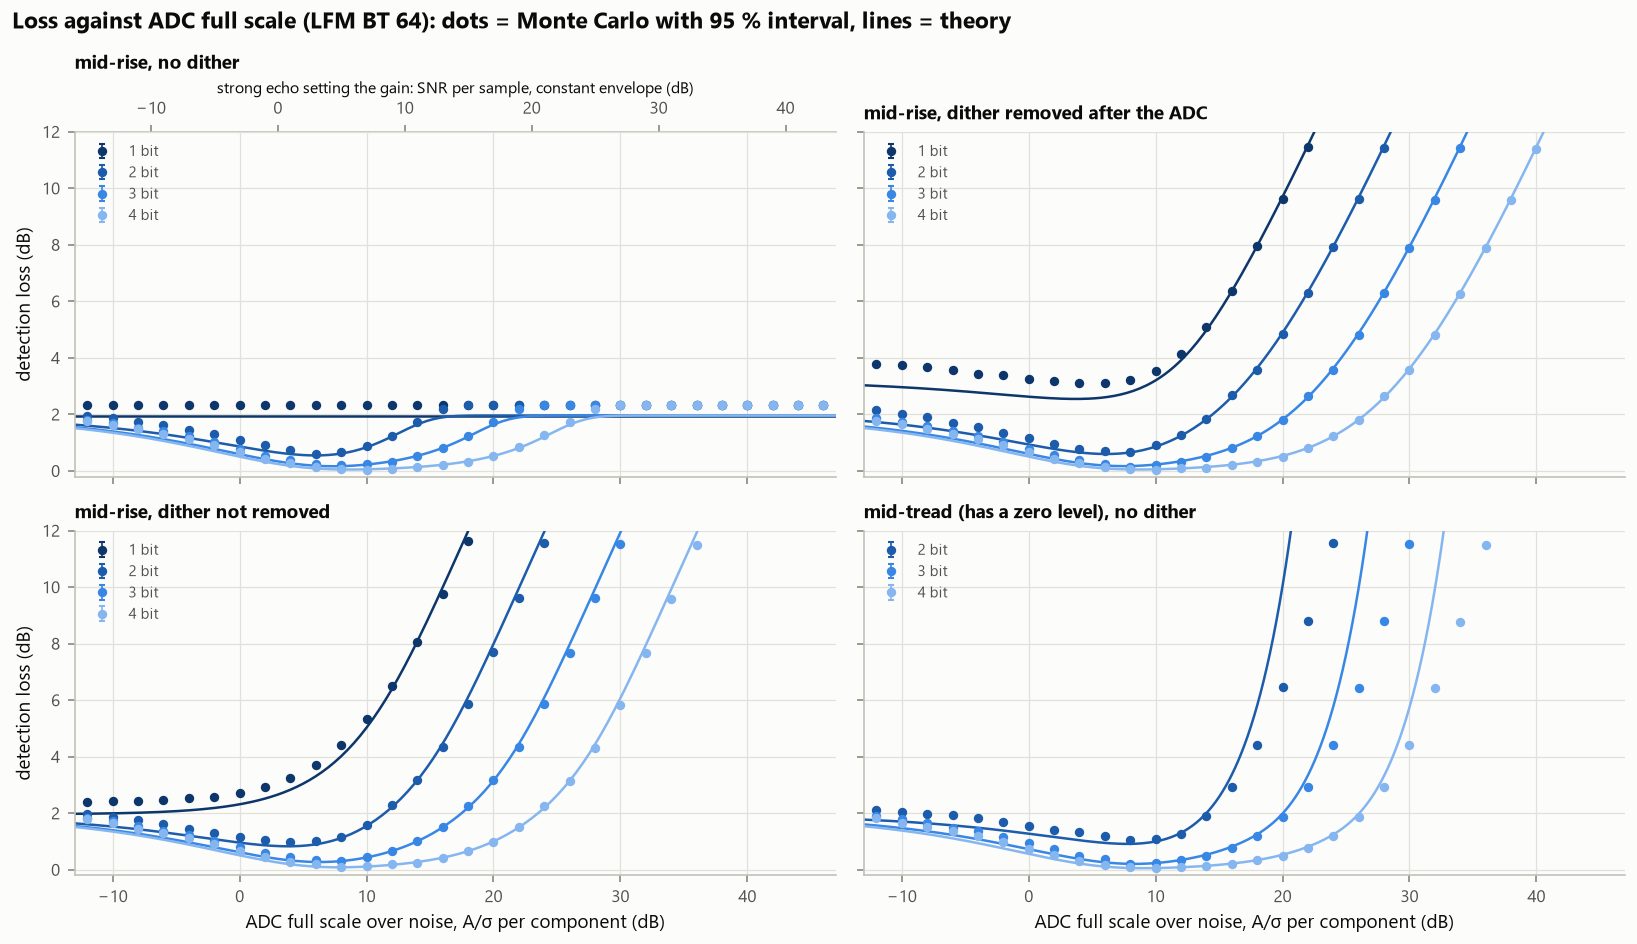 Loss against ADC full scale (LFM BT 64): dots = Monte Carlo with 95 % interval, lines = theory
mid-rise, no dither
strong echo setting the gain: SNR per sample, constant envelope (dB)
−10 0 10 20 30 40
detection loss (dB)
12
10
8
6
4
2
0
1 bit
2 bit
3 bit
4 bit
mid-rise, dither removed after the ADC
1 bit
2 bit
3 bit
4 bit
mid-rise, dither not removed
detection loss (dB)
12
10
8
6
4
2
0
1 bit
2 bit
3 bit
4 bit
−10 0 10 20 30 40
ADC full scale over noise, A/σ per component (dB)
mid-tread (has a zero level), no dither
2 bit
3 bit
4 bit
−10 0 10 20 30 40
ADC full scale over noise, A/σ per component (dB)